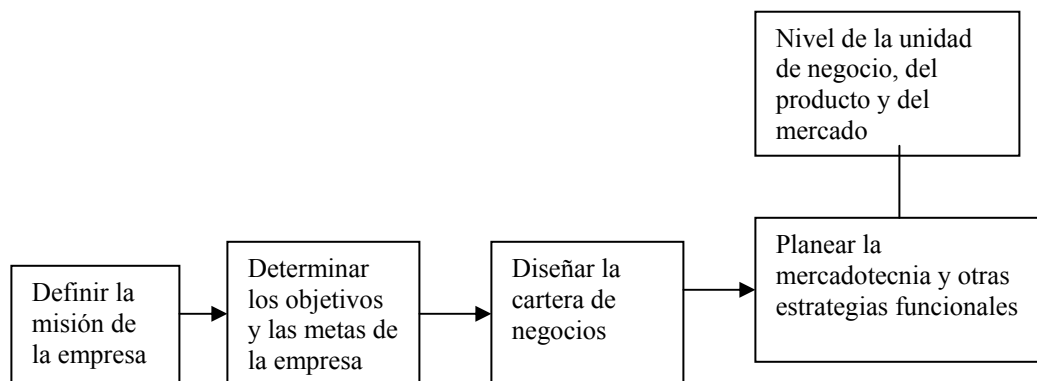 Nivel de la unidad
de negocio, del
producto y del
mercado
Definir la
misión de
la empresa
Determinar
los objetivos
y las metas de
la empresa
Diseñar la
cartera de
negocios
Planear la
mercadotecnia y otras
estrategias funcionales